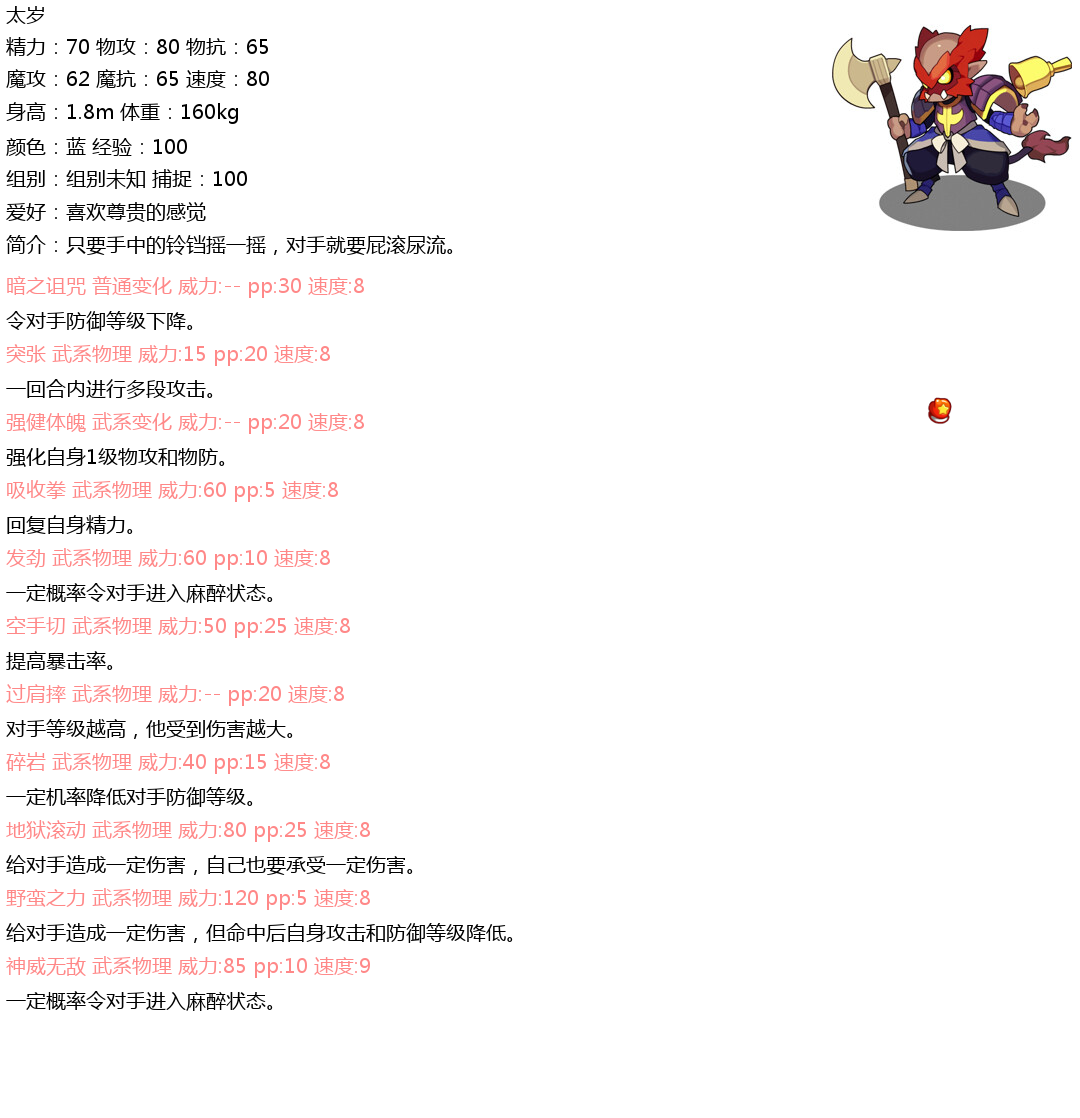 太岁
精力：70 物攻：80 物抗：65
魔攻：62 魔抗：65 速度：80
身高：1.8m 体重：160kg
颜色：蓝 经验：100
组别：组别未知 捕捉：100
爱好：喜欢尊贵的感觉
简介：只要手中的铃铛摇一摇，对手就要屁滚尿流。
暗之诅咒 普通变化 威力:-- pp:30 速度:8
令对手防御等级下降。
突张 武系物理 威力:15 pp:20 速度:8
一回合内进行多段攻击。
强健体魄 武系变化 威力:-- pp:20 速度:8
强化自身1级物攻和物防。
吸收拳 武系物理 威力:60 pp:5 速度:8
回复自身精力。
发劲 武系物理 威力:60 pp:10 速度:8
一定概率令对手进入麻醉状态。
空手切 武系物理 威力:50 pp:25 速度:8
提高暴击率。
过肩摔 武系物理 威力:-- pp:20 速度:8
对手等级越高，他受到伤害越大。
碎岩 武系物理 威力:40 pp:15 速度:8
一定机率降低对手防御等级。
地狱滚动 武系物理 威力:80 pp:25 速度:8
给对手造成一定伤害，自己也要承受一定伤害。
野蛮之力 武系物理 威力:120 pp:5 速度:8
给对手造成一定伤害，但命中后自身攻击和防御等级降低。
神威无敌 武系物理 威力:85 pp:10 速度:9
一定概率令对手进入麻醉状态。